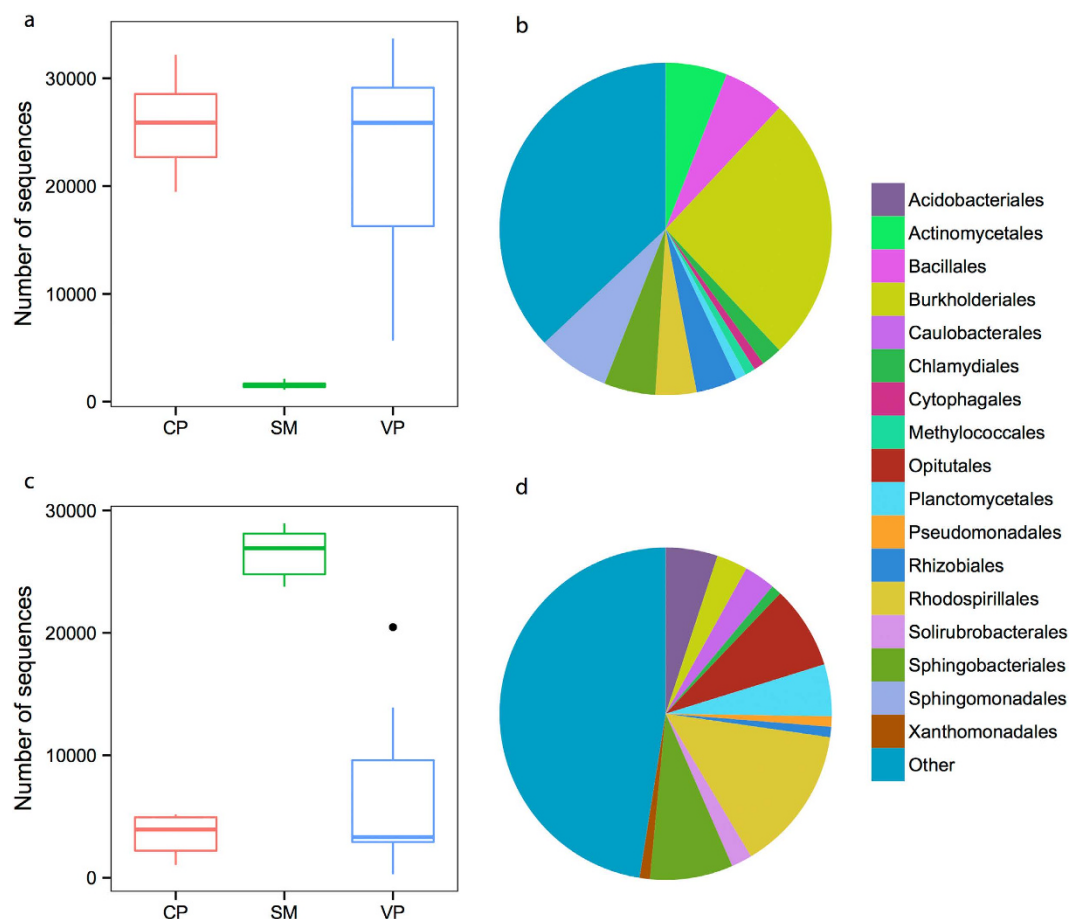 a
Number of sequences
30000
20000
10000
0
CP SM VP
b
c
Number of sequences
30000
20000
10000
0
CP SM VP
d
Acidobacteriales
Actinomycetales
Bacillales
Burkholderiales
Caulobacterales
Chlamydiales
Cytophagales
Methylococcales
Opitutales
Planctomycetales
Pseudomonadales
Rhizobiales
Rhodospirillales
Solirubrobacterales
Sphingobacteriales
Sphingomonadales
Xanthomonadales
Other